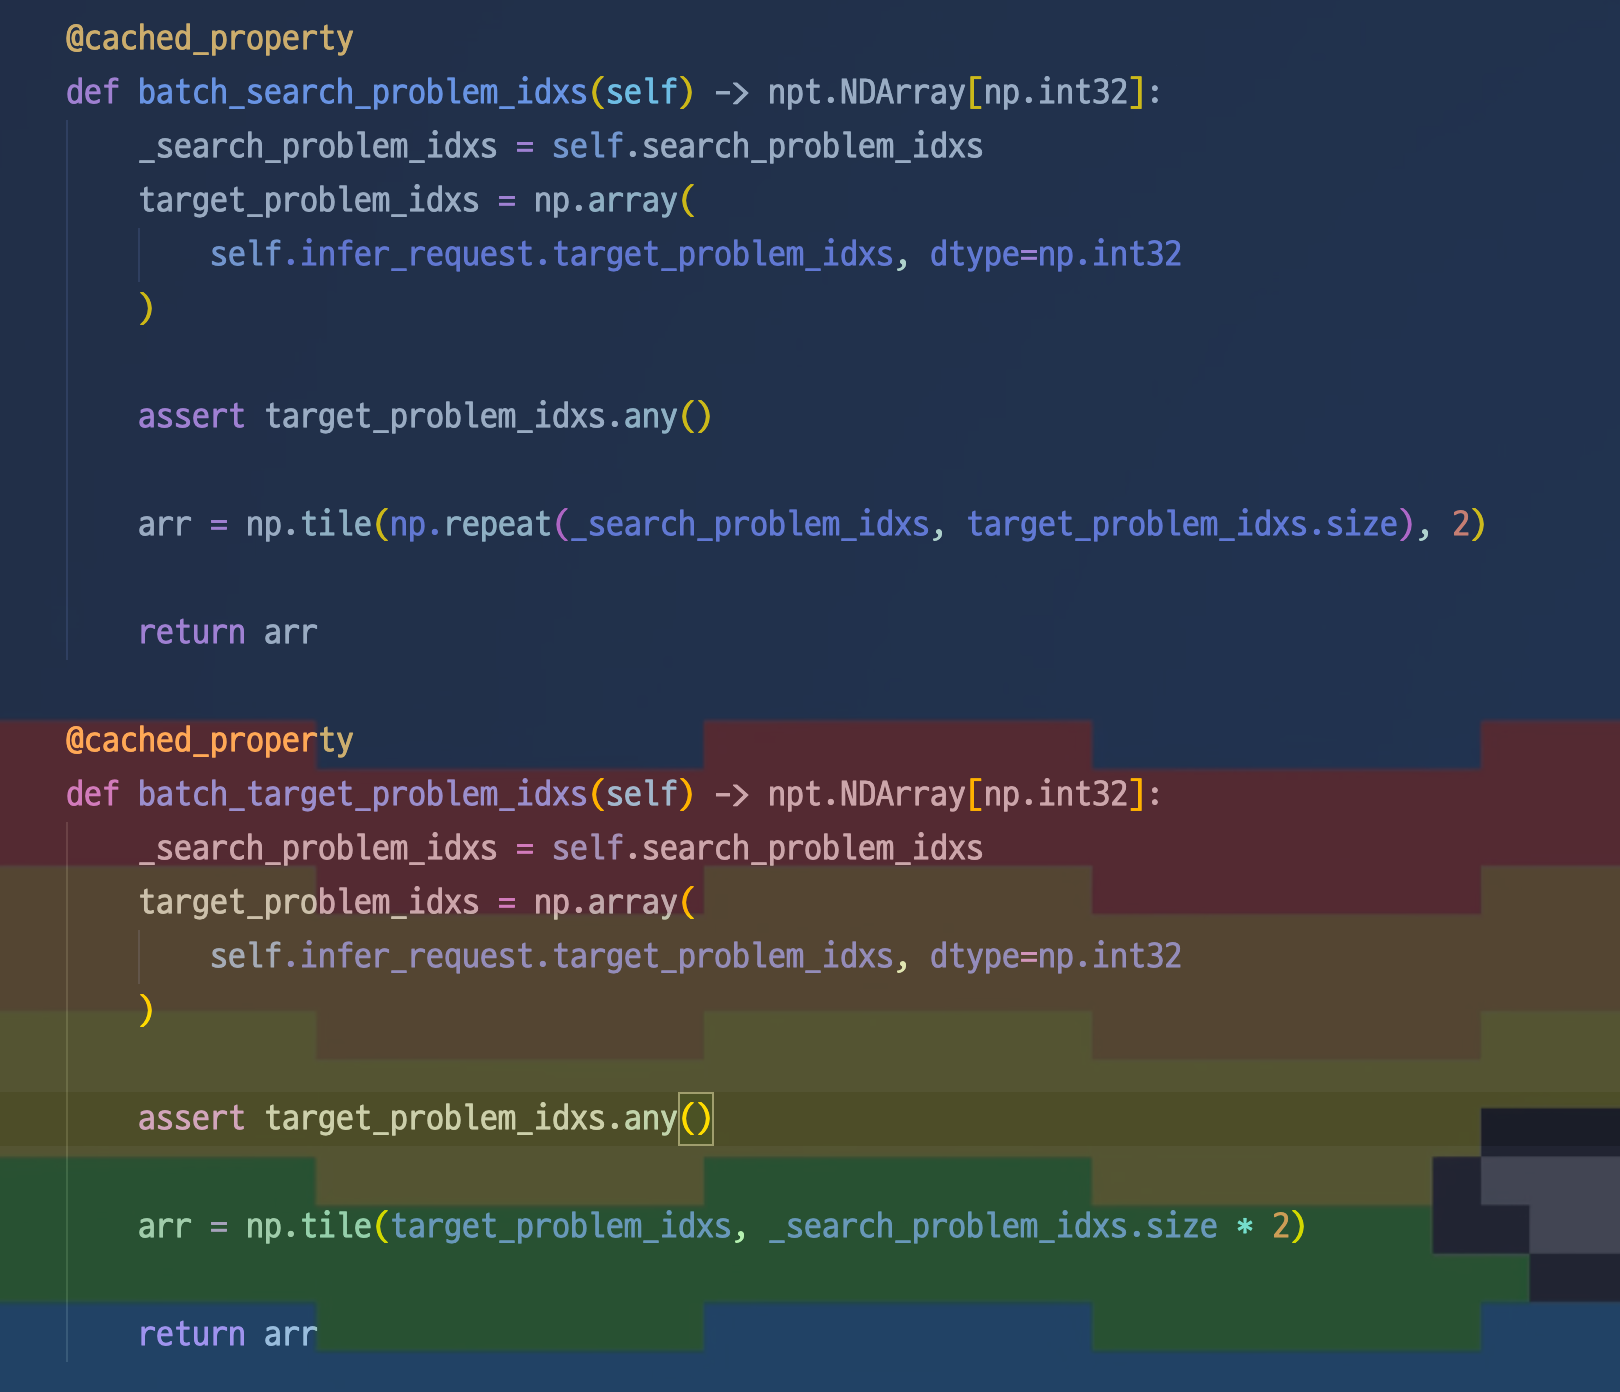 @cached_property
def batch_search_problem_idxs(self) -> npt.NDArray[np.int32]:
    _search_problem_idxs = self.search_problem_idxs
    target_problem_idxs = np.array(
        self.infer_request.target_problem_idxs, dtype=np.int32
    )
    assert target_problem_idxs.any()
    arr = np.tile(np.repeat(_search_problem_idxs, target_problem_idxs.size), 2)
    return arr
@cached_property
def batch_target_problem_idxs(self) -> npt.NDArray[np.int32]:
    _search_problem_idxs = self.search_problem_idxs
    target_problem_idxs = np.array(
        self.infer_request.target_problem_idxs, dtype=np.int32
    )
    assert target_problem_idxs.any()
    arr = np.tile(target_problem_idxs, _search_problem_idxs.size * 2)
    return arr